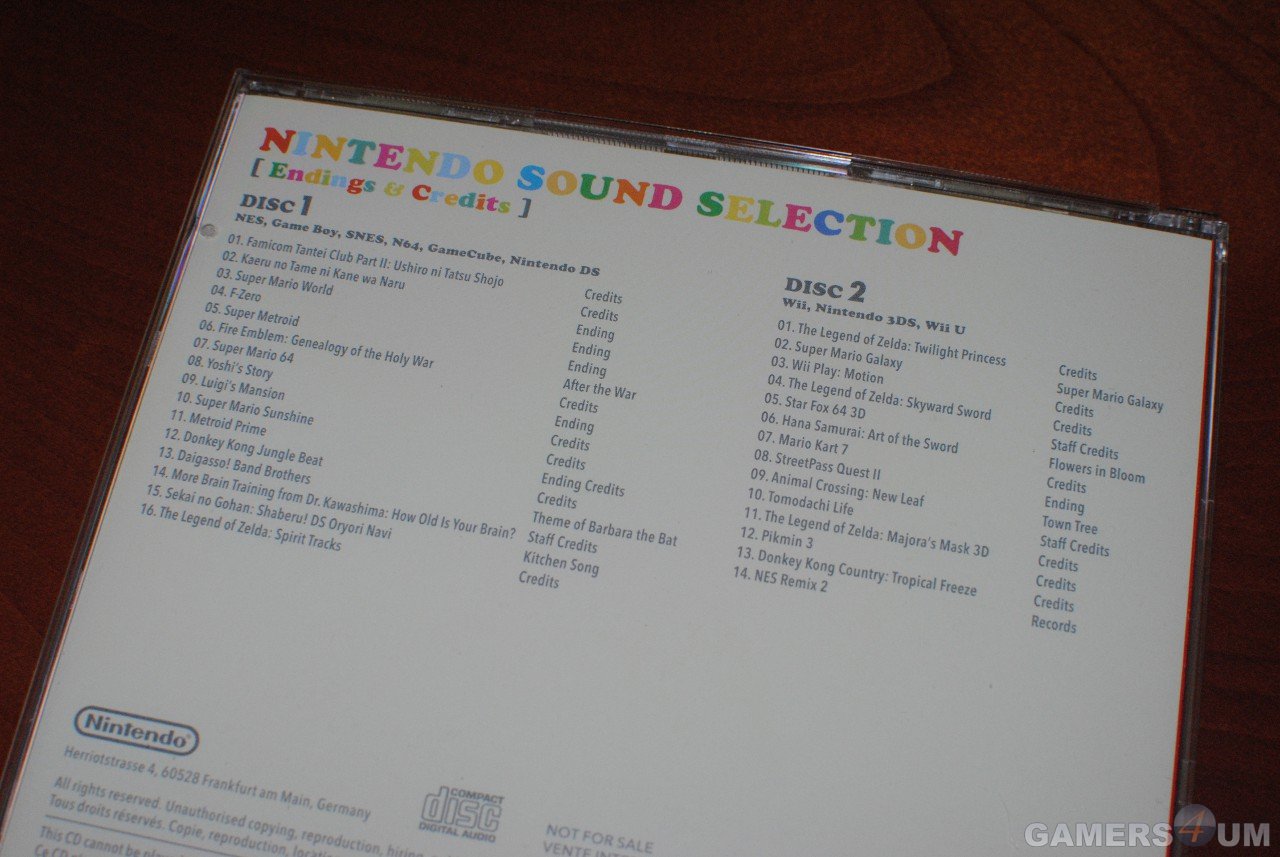 NINTENDO SOUND SELECTION
[ Endings & Credits ]
DISC 1
NES, Game Boy, SNES, N64, GameCube, Nintendo DS
01. Famicom Tantei Club Part II: Ushiro ni Tatsu Shojo Credits
02. Kaeru no Tame ni Kane wa Naru Credits
03. Super Mario World Ending
04. F-Zero Ending
05. Super Metroid Ending
06. Fire Emblem: Genealogy of the Holy War After the War
07. Super Mario 64 Credits
08. Yoshi's Story Ending
09. Luigi's Mansion Credits
10. Super Mario Sunshine Credits
11. Metroid Prime Ending Credits
12. Donkey Kong Jungle Beat Credits
13. Daigasso! Band Brothers Theme of Barbara the Bat
14. More Brain Training from Dr. Kawashima: How Old Is Your Brain? Staff Credits
15. Sekai no Gohan: Shaberu! DS Oryori Navi Kitchen Song
16. The Legend of Zelda: Spirit Tracks Credits
DISC 2
Wii, Nintendo 3DS, Wii U
01. The Legend of Zelda: Twilight Princess Credits
02. Super Mario Galaxy Super Mario Galaxy
03. Wii Play: Motion Credits
04. The Legend of Zelda: Skyward Sword Credits
05. Star Fox 64 3D Staff Credits
06. Hana Samurai: Art of the Sword Flowers in Bloom
07. Mario Kart 7 Credits
08. StreetPass Quest II Ending
09. Animal Crossing: New Leaf Town Tree
10. Tomodachi Life Staff Credits
11. The Legend of Zelda: Majora's Mask 3D Credits
12. Pikmin 3 Credits
13. Donkey Kong Country: Tropical Freeze Credits
14. NES Remix 2 Records
Nintendo
Herriotstrasse 4, 60528 Frankfurt am Main, Germany
All rights reserved. Unauthorised copying, reproduction, hiring,
Tous droits réservés. Copie, reproduction,
This CD cannot be
Ce CD
COMPACT
disc
DIGITAL AUDIO
NOT FOR SALE
VENTE
GAMERS4UM